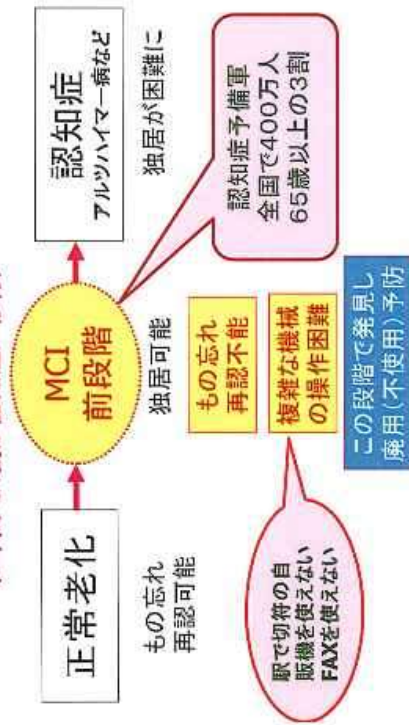 正常老化
もの忘れ
再認可能
MCI
前段階
独居可能
もの忘れ
再認不能
複雑な機械
の操作困難
この段階で発見し
廃用(不使用)予防
駅で切符の自
販機を使えない
FAXを使えない
認知症
アルツハイマー病など
独居が困難に
認知症予備軍
全国で400万人
65歳以上の3割